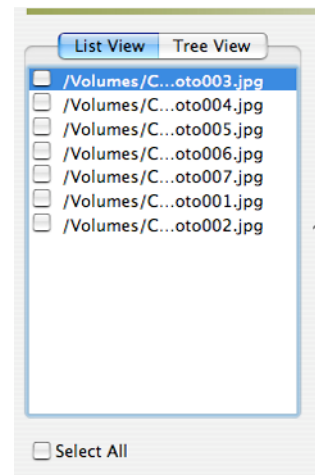 List View Tree View
/Volumes/C...oto003.jpg
/Volumes/C...oto004.jpg
/Volumes/C...oto005.jpg
/Volumes/C...oto006.jpg
/Volumes/C...oto007.jpg
/Volumes/C...oto001.jpg
/Volumes/C...oto002.jpg
Select All